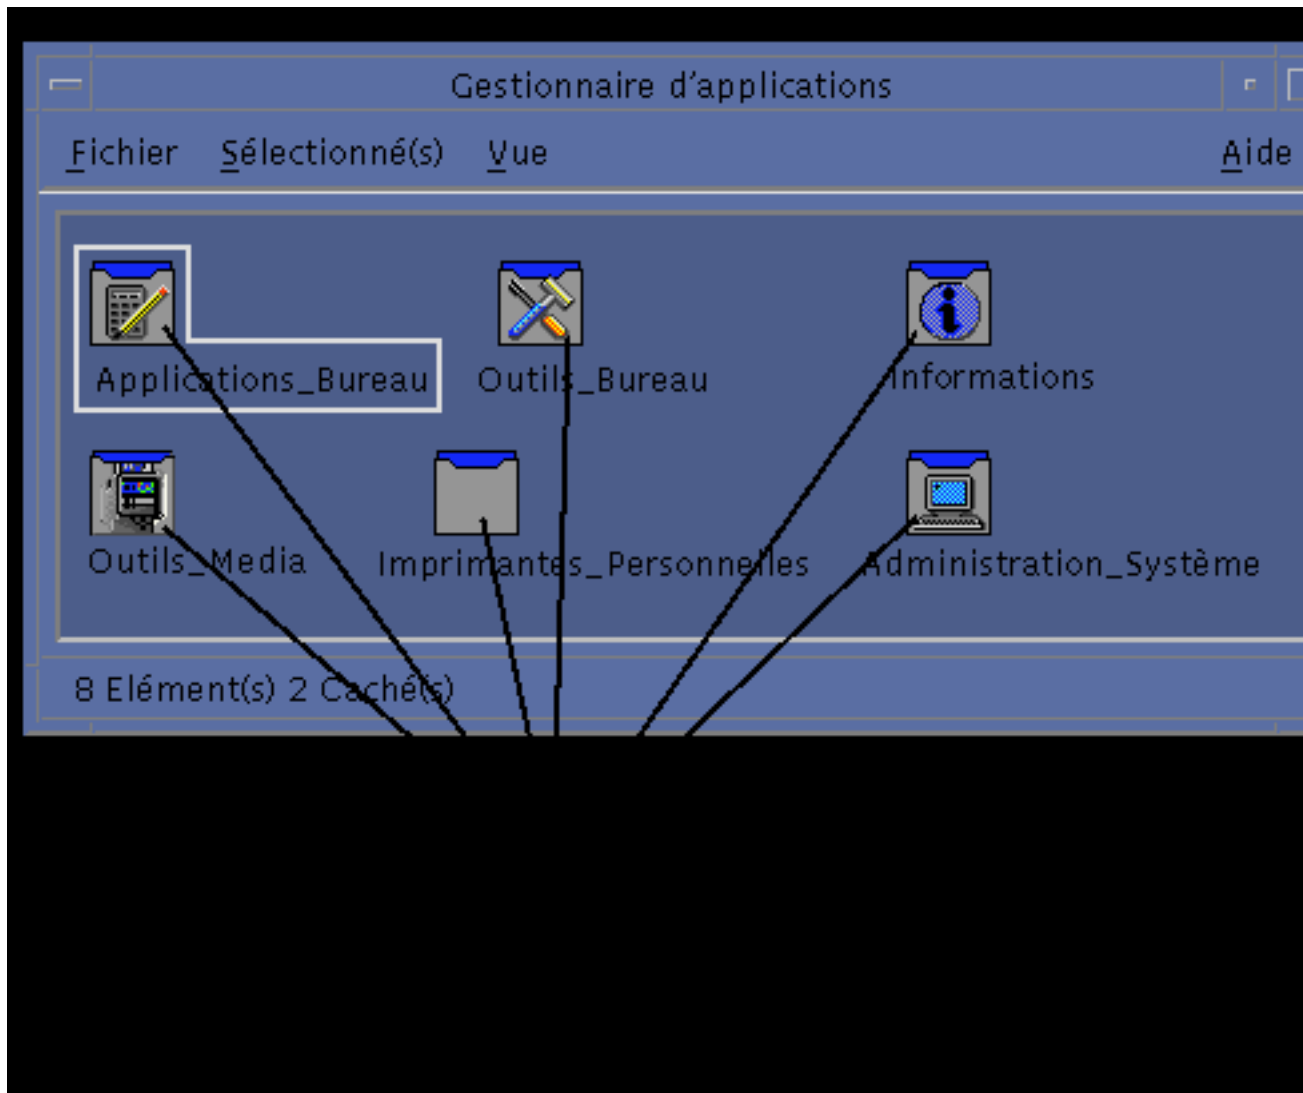 Gestionnaire d'applications
Fichier Sélectionné(s) Vue Aide
Applications_Bureau Outils_Bureau Informations
Outils_Media Imprimantes_Personnelles Administration_Système
8 Elément(s) 2 Caché(s)